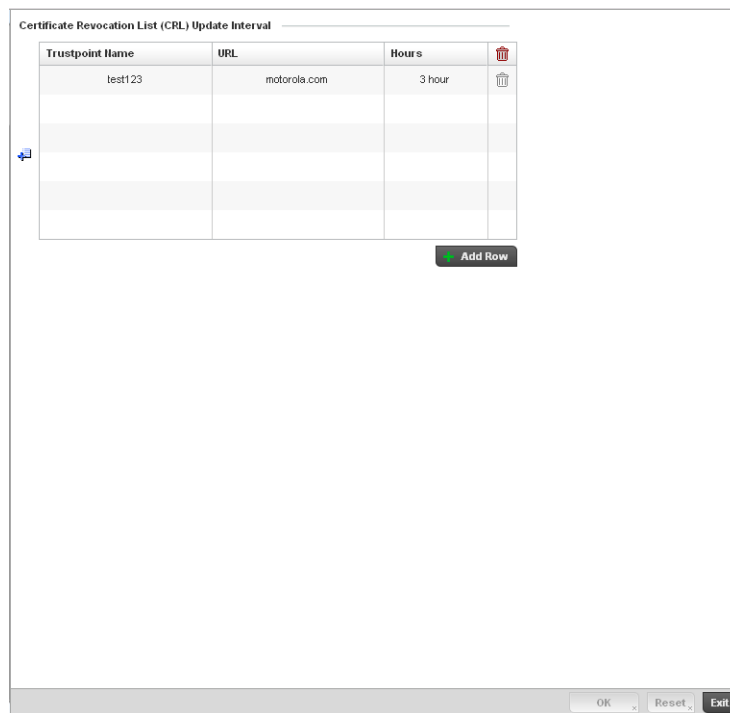 Certificate Revocation List (CRL) Update Interval
Trustpoint Name URL Hours
test123 motorola.com 3 hour
Add Row
OK Reset Exit